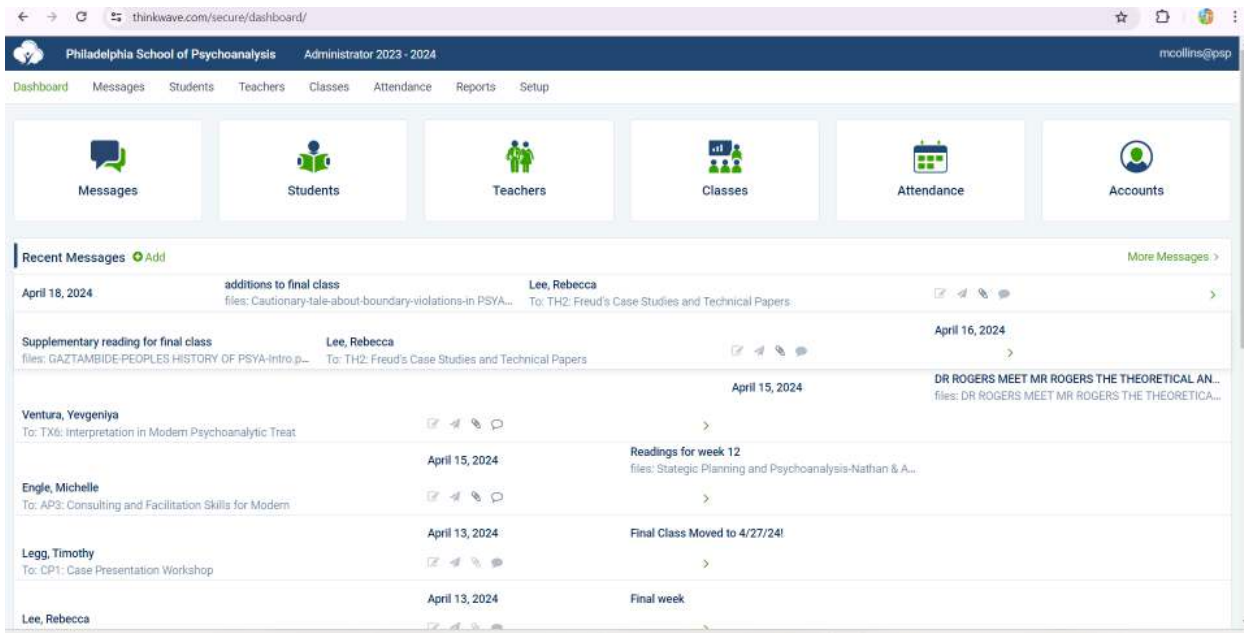 thinkwave.com/secure/dashboard/
Philadelphia School of Psychoanalysis Administrator 2023 - 2024 mcollins@psp
Dashboard Messages Students Teachers Classes Attendance Reports Setup
Messages Students Teachers Classes Attendance Accounts
Recent Messages Add More Messages >
April 18, 2024 additions to final class Lee, Rebecca
files: Cautionary-tale-about-boundary-violations-in PSYA... To: TH2: Freud's Case Studies and Technical Papers
April 16, 2024
Supplementary reading for final class Lee, Rebecca
files: GAZTAMBIDE-PEOPLES HISTORY OF PSYA-Intro.p... To: TH2: Freud's Case Studies and Technical Papers
April 15, 2024 DR ROGERS MEET MR ROGERS THE THEORETICAL AN...
files: DR ROGERS MEET MR ROGERS THE THEORETICA...
Ventura, Yevgeniya
To: TX6: Interpretation in Modern Psychoanalytic Treat
April 15, 2024 Readings for week 12
files: Stategic Planning and Psychoanalysis-Nathan & A...
Engle, Michelle
To: AP3: Consulting and Facilitation Skills for Modern
April 13, 2024 Final Class Moved to 4/27/24!
Legg, Timothy
To: CP1: Case Presentation Workshop
April 13, 2024 Final week
Lee, Rebecca